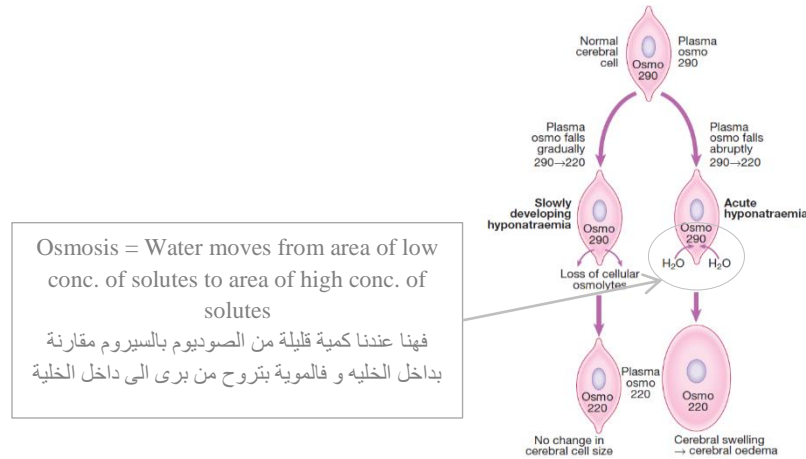 Normal
cerebral
cell
Osmo
290
Plasma
osmo
290
Plasma
osmo falls
gradually
290→220
Plasma
osmo falls
abruptly
290→220
Slowly
developing
hyponatraemia
Osmo
290
Loss of cellular
osmolytes
Acute
hyponatraemia
Osmo
290
H₂O
H₂O
Osmosis = Water moves from area of low
conc. of solutes to area of high conc. of
solutes
فهنا عندنا كمية قليلة من الصوديوم بالسيروم مقارنة
بداخل الخليه و فالموية بتروح من برى الى داخل الخلية
Osmo
220
Plasma
osmo
220
Osmo
220
No change in
cerebral cell size
Cerebral swelling
→ cerebral oedema